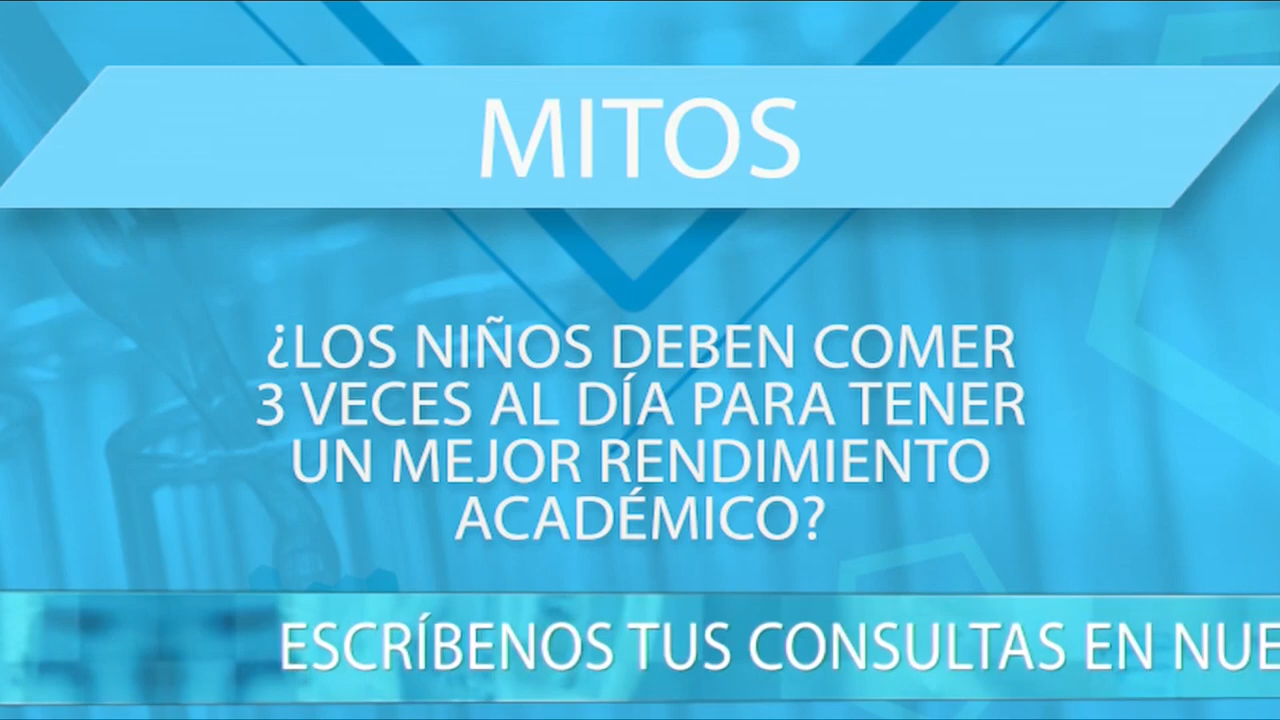 MITOS
¿LOS NIÑOS DEBEN COMER
3 VECES AL DÍA PARA TENER
UN MEJOR RENDIMIENTO
ACADÉMICO?
ESCRÍBENOS TUS CONSULTAS EN NUE